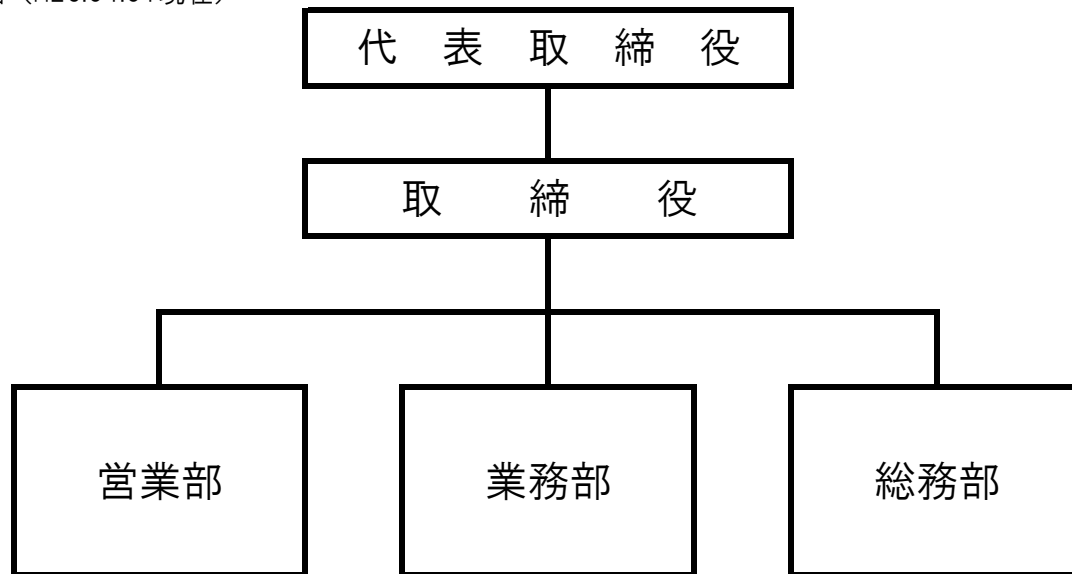 代 表 取 締 役
取 締 役
営業部
業務部
総務部